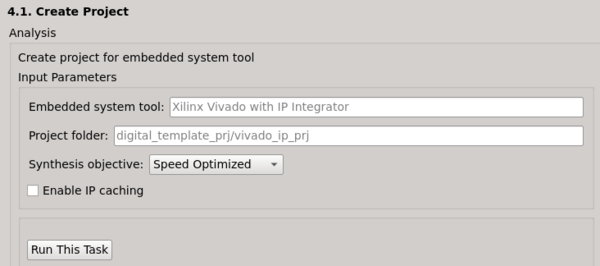 4.1. Create Project
Analysis
Create project for embedded system tool
Input Parameters
Embedded system tool: Xilinx Vivado with IP Integrator
Project folder: digital_template_prj/vivado_ip_prj
Synthesis objective: Speed Optimized
Enable IP caching
Run This Task